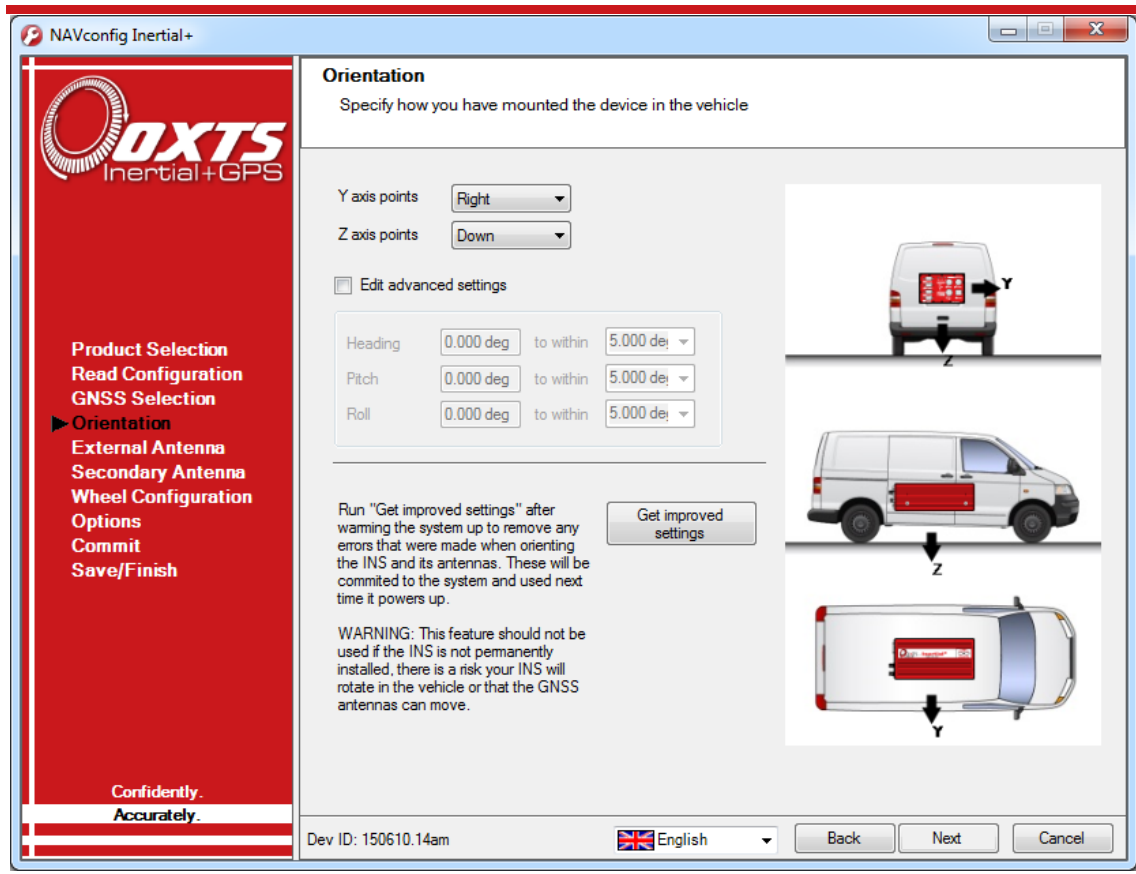 NAVconfig Inertial+
OXTS
Inertial+GPS
Product Selection
Read Configuration
GNSS Selection
Orientation
External Antenna
Secondary Antenna
Wheel Configuration
Options
Commit
Save/Finish
Confidently.
Accurately.
Orientation
Specify how you have mounted the device in the vehicle
Y axis points Right
Z axis points Down
Edit advanced settings
Heading 0.000 deg to within 5.000 deg
Pitch 0.000 deg to within 5.000 deg
Roll 0.000 deg to within 5.000 deg
Run "Get improved settings" after
warming the system up to remove any
errors that were made when orienting
the INS and its antennas. These will be
commited to the system and used next
time it powers up.
Get improved
settings
WARNING: This feature should not be
used if the INS is not permanently
installed, there is a risk your INS will
rotate in the vehicle or that the GNSS
antennas can move.
Y
Z
Z
Y
Dev ID: 150610.14am
English
Back
Next
Cancel